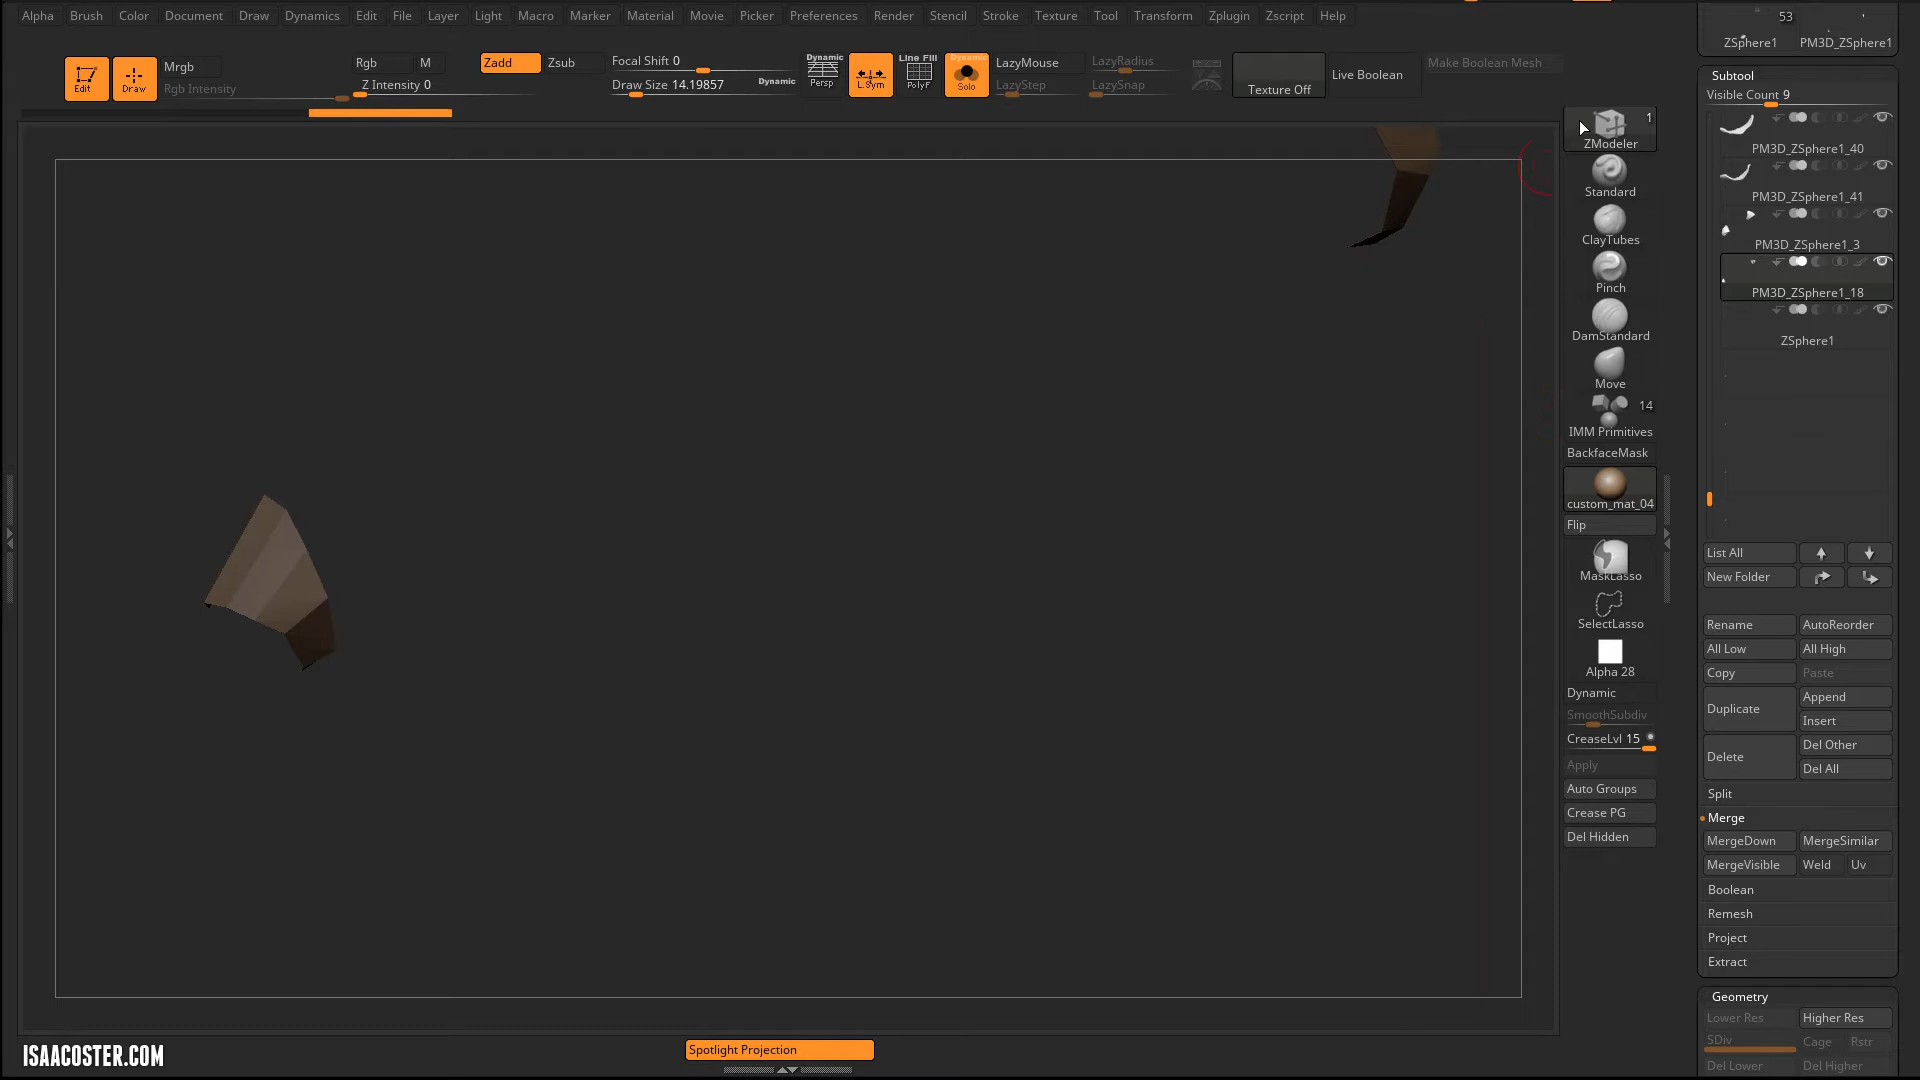 Alpha Brush Color Document Draw Dynamics Edit File Layer Light Macro Marker Material Movie Picker Preferences Render Stencil Stroke Texture Tool Transform Zplugin Zscript Help
53
ZSphere1 PM3D_ZSphere1
Edit
Draw
Mrgb
Rgb Intensity
Rgb M
Z Intensity 0
Zadd Zsub
Focal Shift 0
Draw Size 14.19857
Dynamic
Dynamic
Persp
L.Sym
Line Fill
PolyF
Dynamic
Solo
LazyMouse
LazyStep
LazyRadius
LazySnap
Texture Off
Live Boolean
Make Boolean Mesh
1
ZModeler
Standard
ClayTubes
Pinch
DamStandard
Move
14
IMM Primitives
BackfaceMask
custom_mat_04
Flip
MaskLasso
SelectLasso
Alpha 28
Dynamic
SmoothSubdiv
CreaseLvl 15
Apply
Auto Groups
Crease PG
Del Hidden
Subtool
Visible Count 9
PM3D_ZSphere1_40
PM3D_ZSphere1_41
PM3D_ZSphere1_3
PM3D_ZSphere1_18
ZSphere1
List All
New Folder
Rename AutoReorder
All Low All High
Copy Paste
Duplicate Append
Insert
Delete Del Other
Del All
Split
Merge
MergeDown MergeSimilar
MergeVisible Weld Uv
Boolean
Remesh
Project
Extract
Geometry
Lower Res Higher Res
SDiv Cage Rstr
Del Lower Del Higher
Spotlight Projection
ISAACOSTER.COM